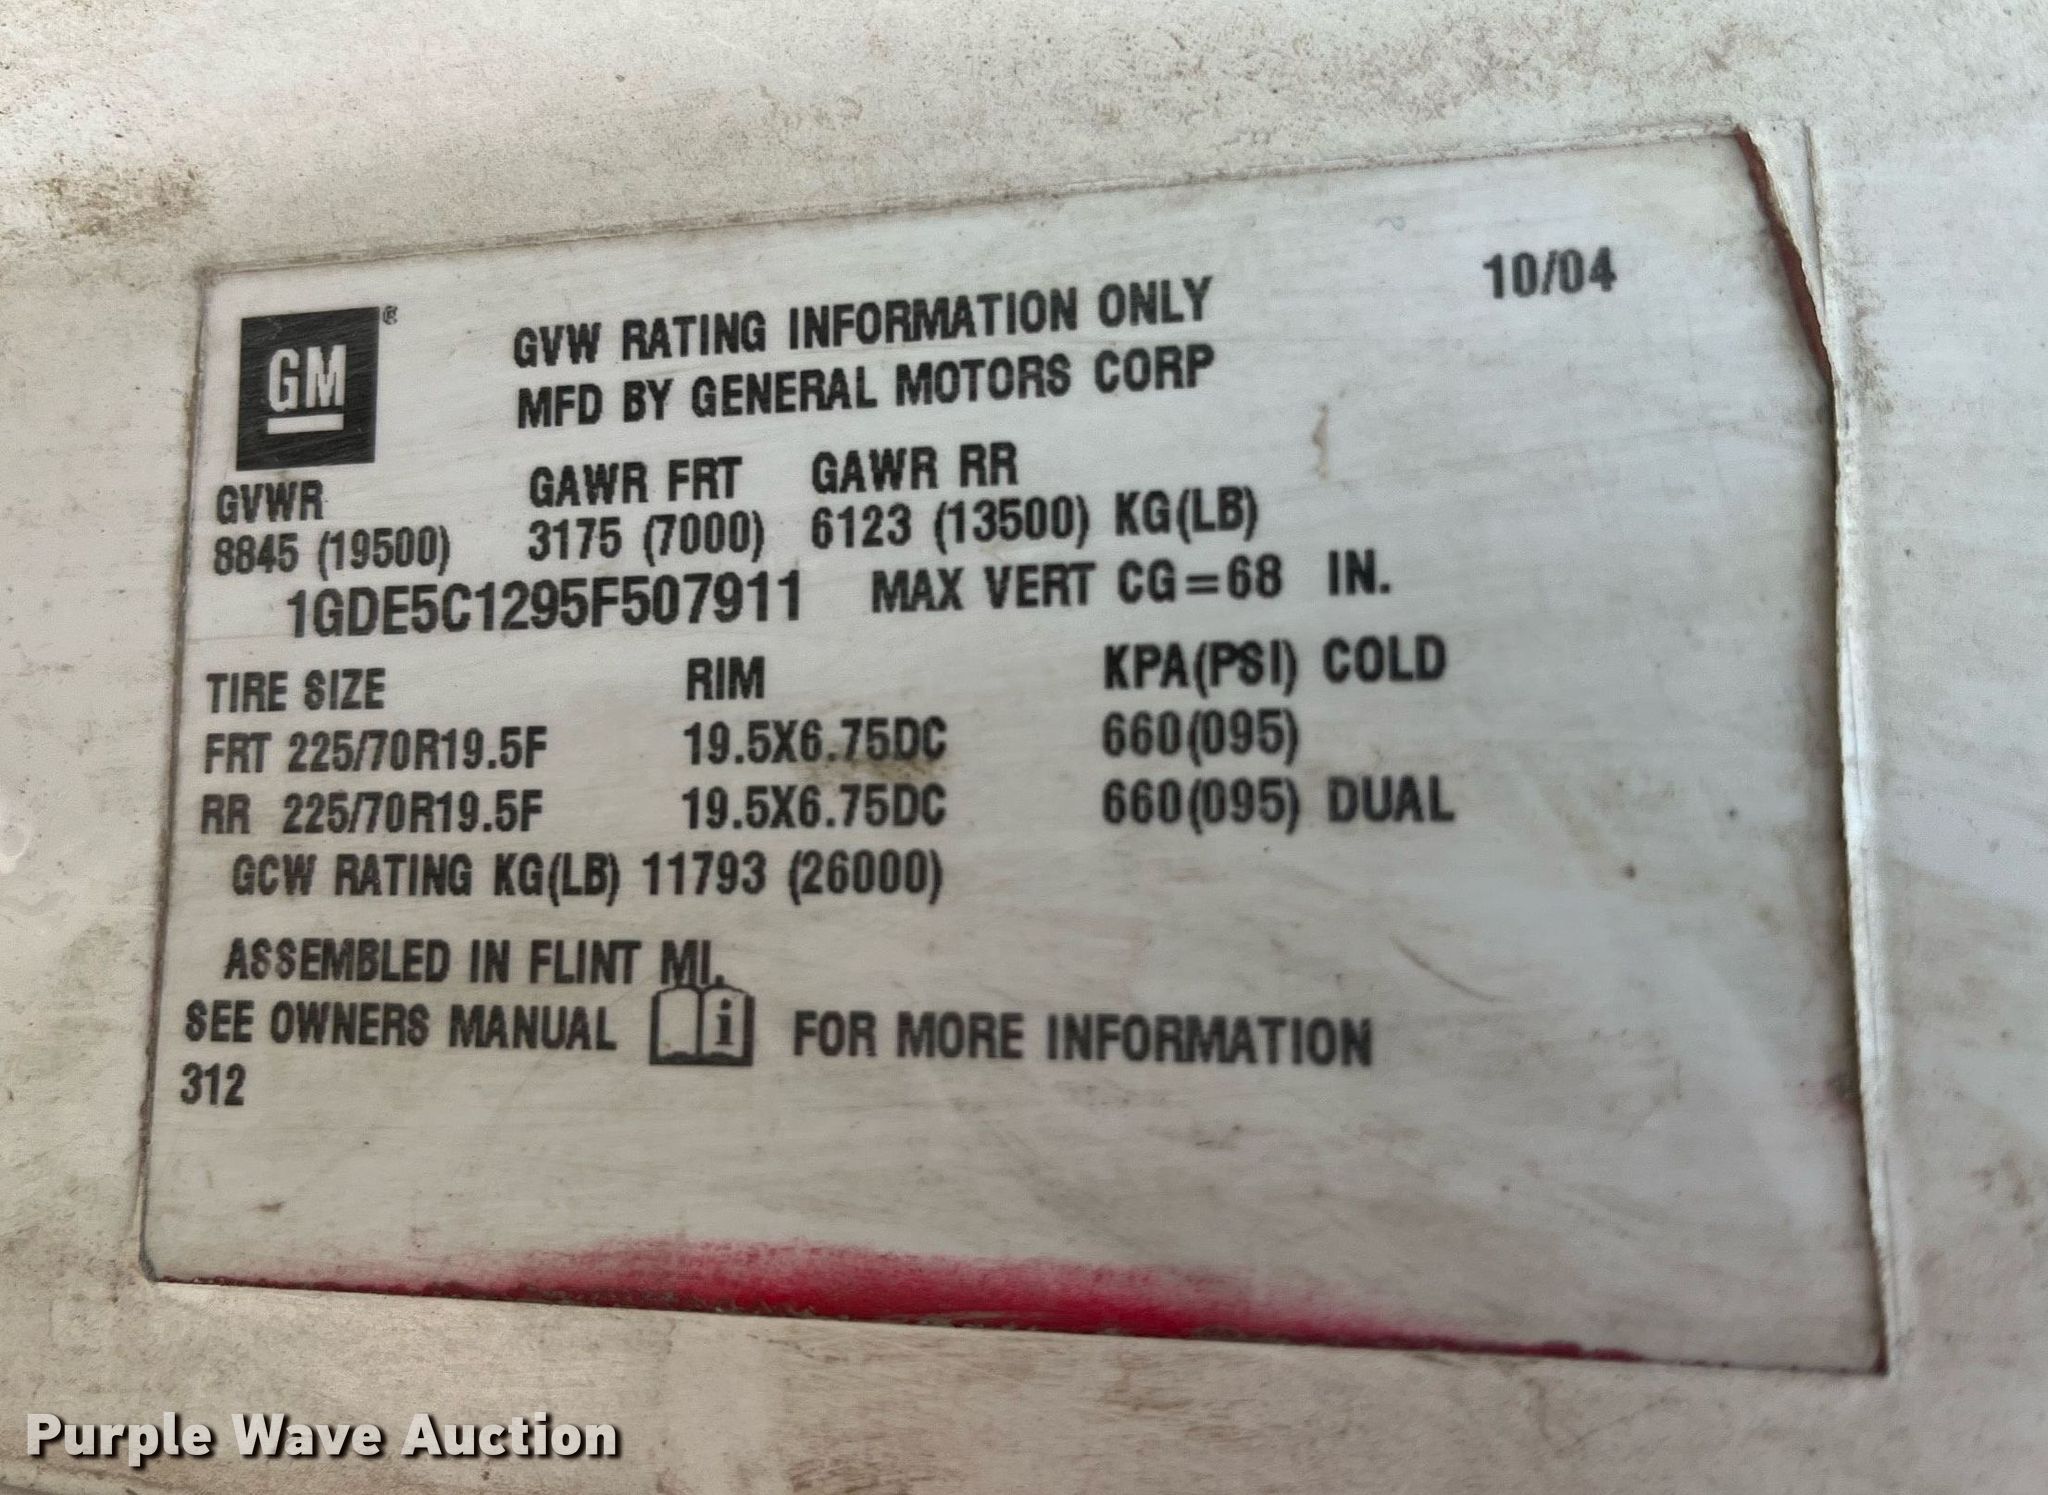 10/04
GM ®
GVW RATING INFORMATION ONLY
MFD BY GENERAL MOTORS CORP
GVWR GAWR FRT GAWR RR
8845 (19500) 3175 (7000) 6123 (13500) KG(LB)
1GDE5C1295F507911 MAX VERT CG=68 IN.
TIRE SIZE RIM KPA(PSI) COLD
FRT 225/70R19.5F 19.5X6.75DC 660(095)
RR 225/70R19.5F 19.5X6.75DC 660(095) DUAL
GCW RATING KG(LB) 11793 (26000)
ASSEMBLED IN FLINT MI.
SEE OWNERS MANUAL i FOR MORE INFORMATION
312
Purple Wave Auction